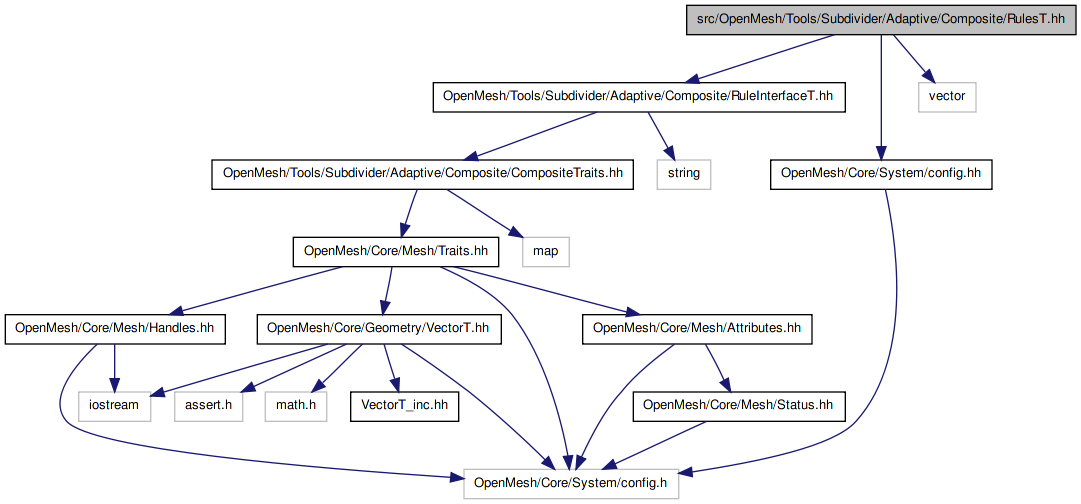 src/OpenMesh/Tools/Subdivider/Adaptive/Composite/RulesT.hh
OpenMesh/Tools/Subdivider/Adaptive/Composite/RuleInterfaceT.hh
vector
OpenMesh/Tools/Subdivider/Adaptive/Composite/CompositeTraits.hh
string
OpenMesh/Core/System/config.hh
OpenMesh/Core/Mesh/Traits.hh
map
OpenMesh/Core/Mesh/Handles.hh
OpenMesh/Core/Geometry/VectorT.hh
OpenMesh/Core/Mesh/Attributes.hh
iostream
assert.h
math.h
VectorT_inc.hh
OpenMesh/Core/Mesh/Status.hh
OpenMesh/Core/System/config.h